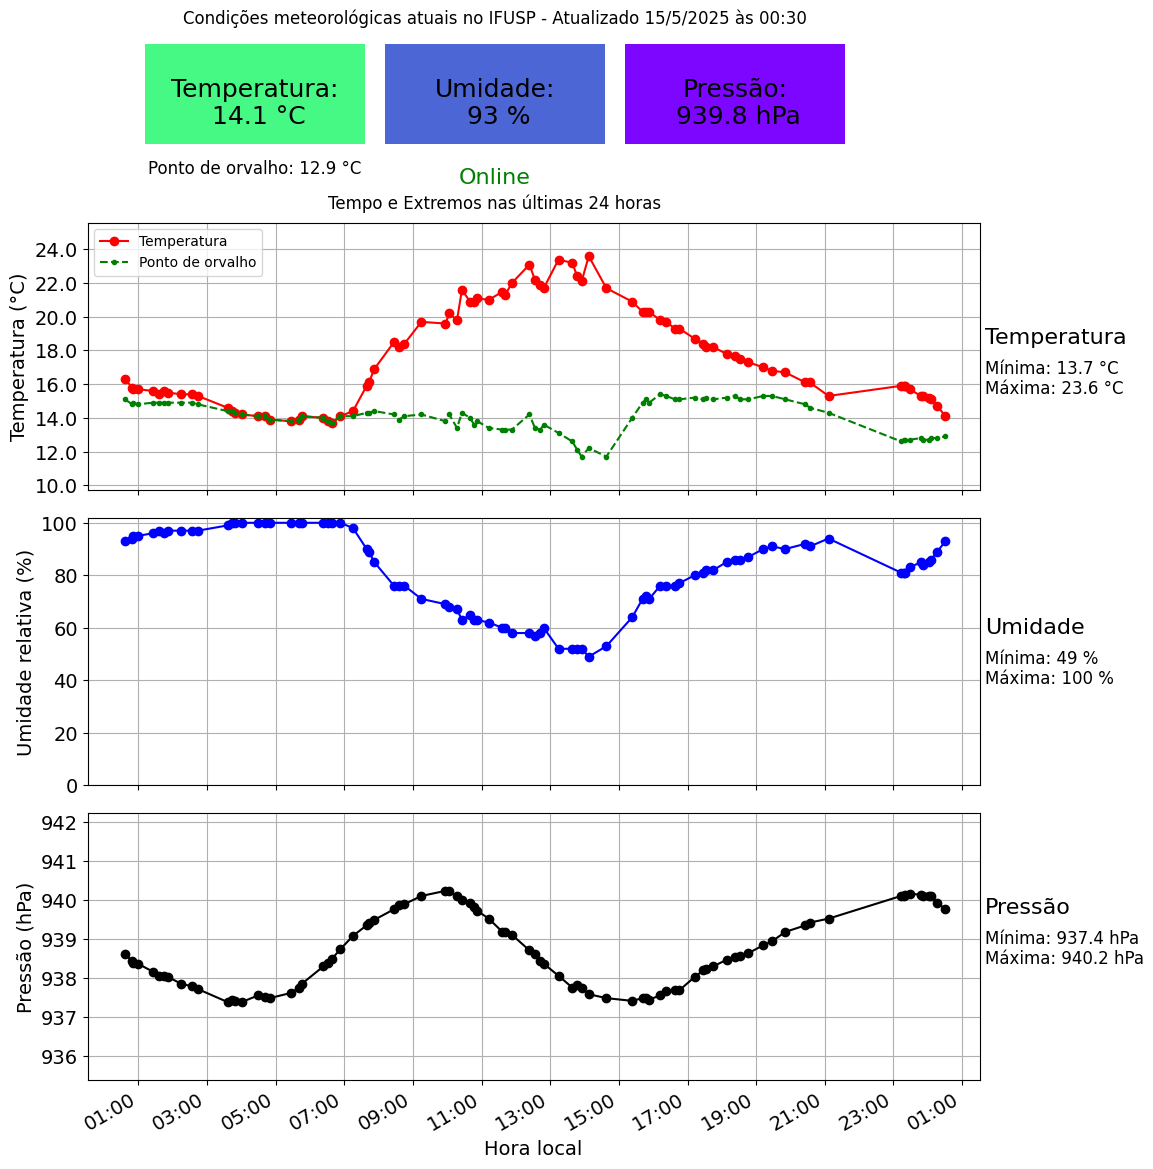 Condições meteorológicas atuais no IFUSP - Atualizado 15/5/2025 às 00:30
Temperatura:
14.1 °C
Umidade:
93 %
Pressão:
939.8 hPa
Ponto de orvalho: 12.9 °C
Online
Tempo e Extremos nas últimas 24 horas
Temperatura (°C)
24.0
22.0
20.0
18.0
16.0
14.0
12.0
10.0
Temperatura
Ponto de orvalho
Temperatura
Mínima: 13.7 °C
Máxima: 23.6 °C
Umidade relativa (%)
100
80
60
40
20
0
Umidade
Mínima: 49 %
Máxima: 100 %
Pressão (hPa)
942
941
940
939
938
937
936
Pressão
Mínima: 937.4 hPa
Máxima: 940.2 hPa
01:00
03:00
05:00
07:00
09:00
11:00
13:00
15:00
17:00
19:00
21:00
23:00
01:00
Hora local